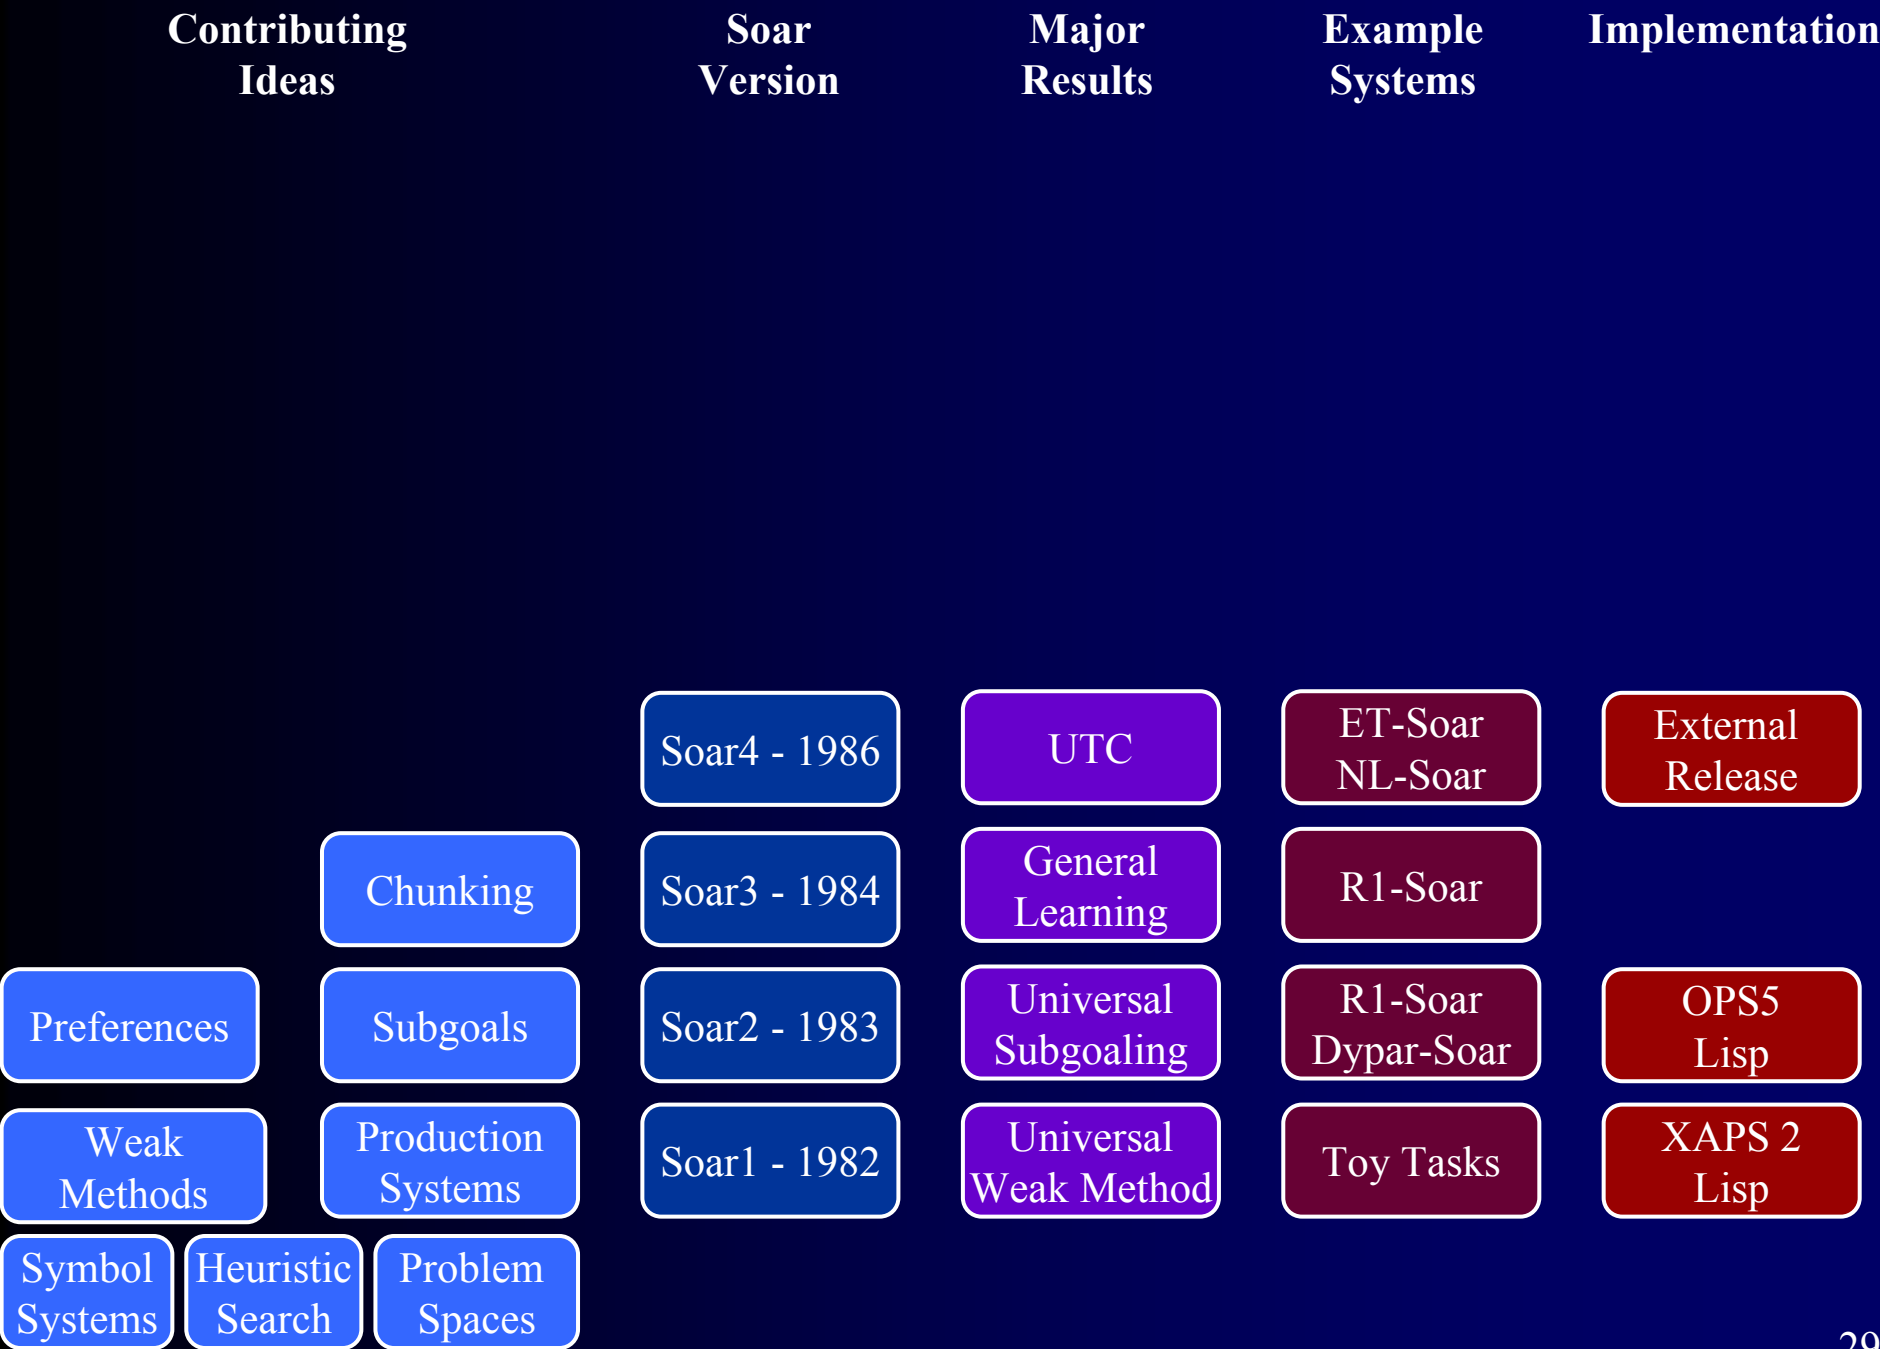 Contributing
Ideas
Soar
Version
Major
Results
Example
Systems
Implementation
Soar4 - 1986
UTC
ET-Soar
NL-Soar
External
Release
Chunking
Soar3 - 1984
General
Learning
R1-Soar
Preferences
Subgoals
Soar2 - 1983
Universal
Subgoaling
R1-Soar
Dypar-Soar
OPS5
Lisp
Weak
Methods
Production
Systems
Soar1 - 1982
Universal
Weak Method
Toy Tasks
XAPS 2
Lisp
Symbol
Systems
Heuristic
Search
Problem
Spaces
29